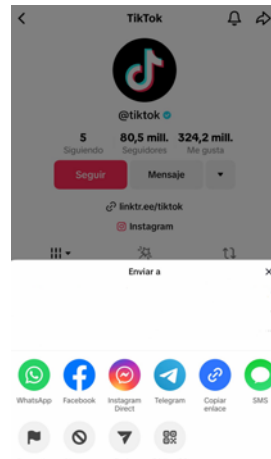 TikTok
@tiktok
5 80,5 mill. 324,2 mill.
Siguiendo Seguidores Me gusta
Seguir Mensaje
linktr.ee/tiktok
Instagram
Enviar a
WhatsApp Facebook Instagram Direct Telegram Copiar enlace SMS